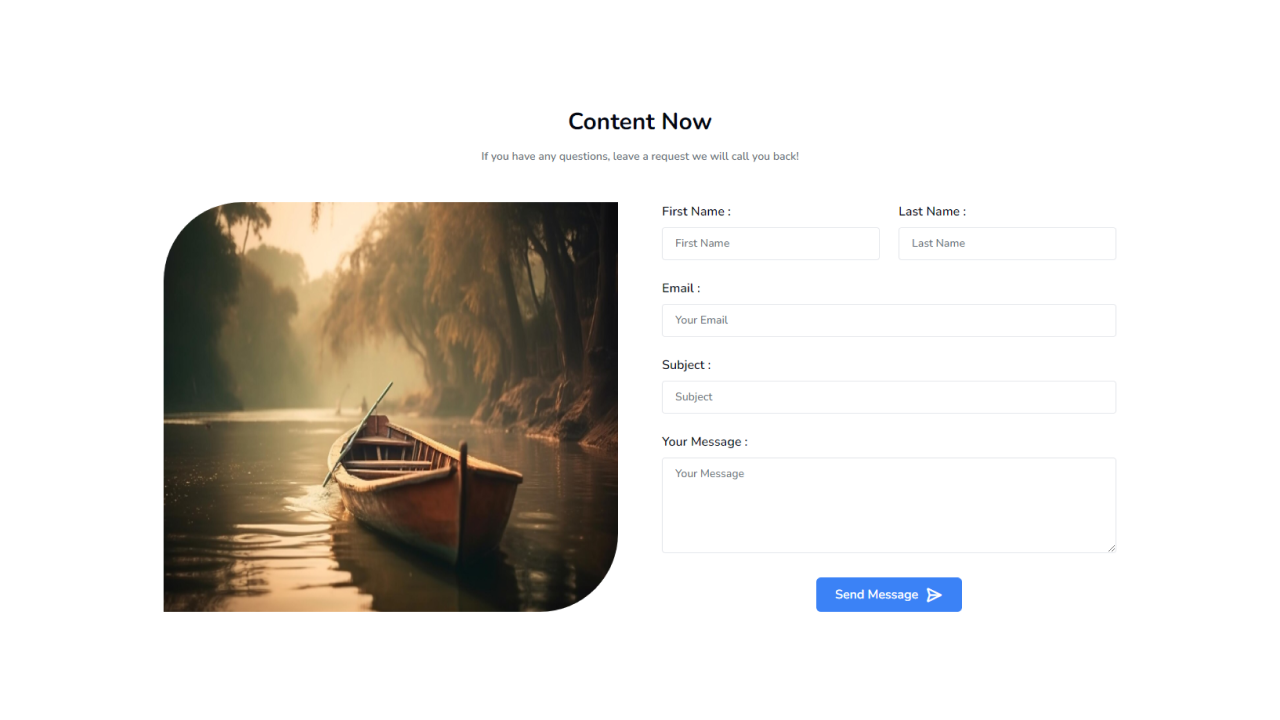 Content Now
If you have any questions, leave a request we will call you back!
First Name :
Last Name :
First Name
Last Name
Email :
Your Email
Subject :
Subject
Your Message :
Your Message
Send Message